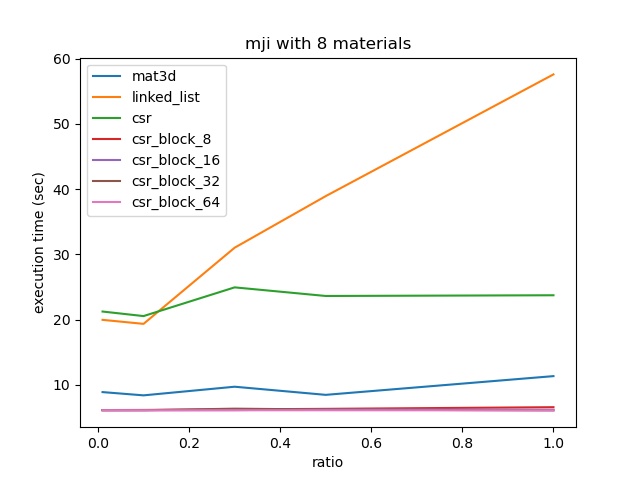 mji with 8 materials
60
50
40
30
20
10
execution time (sec)
mat3d
linked_list
csr
csr_block_8
csr_block_16
csr_block_32
csr_block_64
0.0 0.2 0.4 0.6 0.8 1.0
ratio